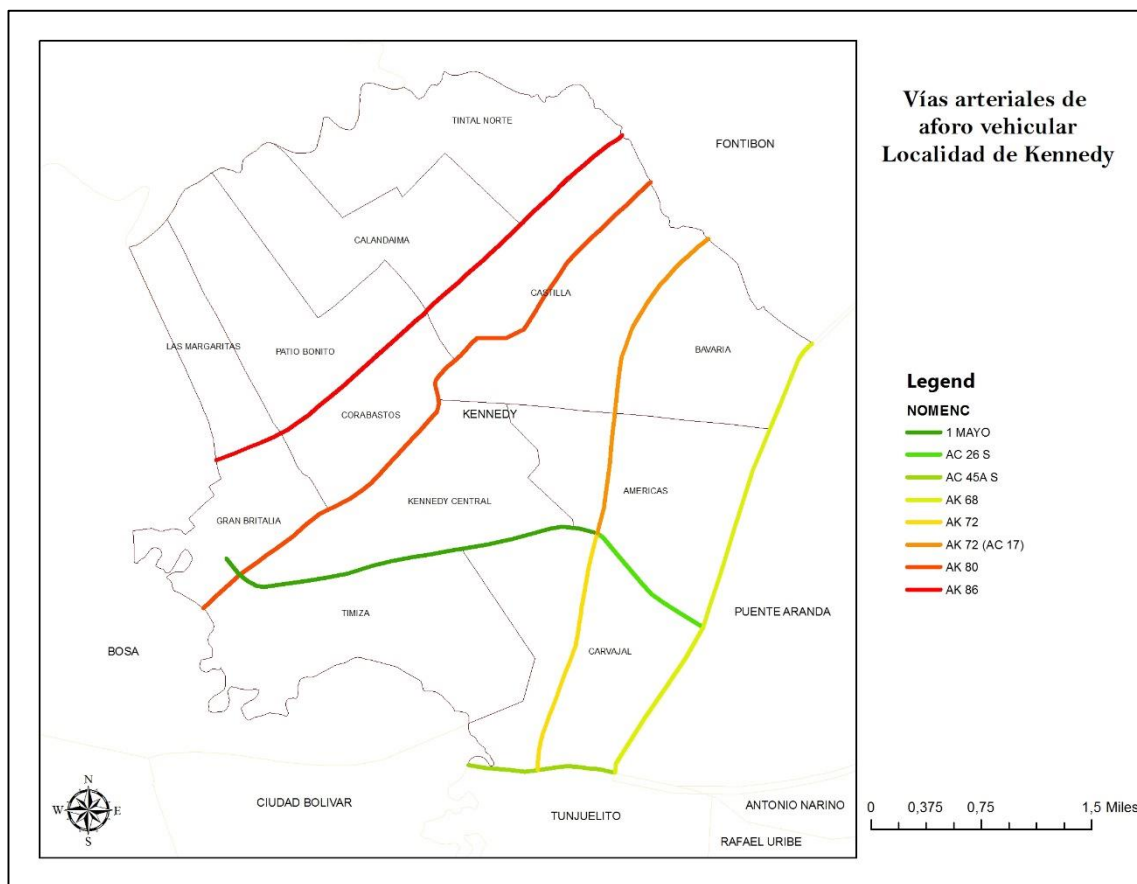 Vías arteriales de
aforo vehicular
Localidad de Kennedy
TINTAL NORTE
FONTIBON
CALANDAIMA
CASTILLA
LAS MARGARITAS
PATIO BONITO
BAVARIA
CORABASTOS
KENNEDY
AMERICAS
KENNEDY CENTRAL
GRAN BRITALIA
TIMIZA
PUENTE ARANDA
BOSA
CARVAJAL
CIUDAD BOLIVAR
TUNJUELITO
ANTONIO NARINO
RAFAEL URIBE
N
W E
S
Legend
NOMENC
1 MAYO
AC 26 S
AC 45A S
AK 68
AK 72
AK 72 (AC 17)
AK 80
AK 86
0 0,375 0,75 1,5 Miles